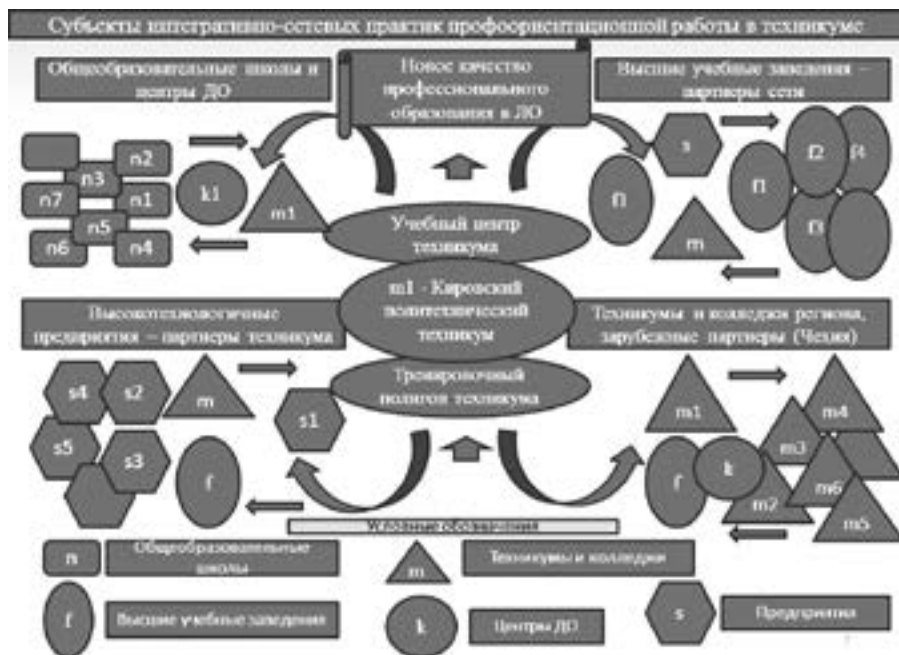 Субъекты интегративно-сетевых практик профориентационной работы в техникуме
Общеобразовательные школы и
центры ДО
Новое качество
профессионального
образования в ЛО
Высшие учебные заведения –
партнеры сети
n2
n3
n7
n1
n5
n6
n4
k1
m1
s
f1
m
f1
f2
f4
f3
Учебный центр
техникума
m1 - Кировский
политехнический
техникум
Тренировочный
полигон техникума
Высокотехнологичные
предприятия – партнеры техникума
Техникумы и колледжи региона,
зарубежные партнеры (Чехия)
s4
s2
s5
s3
m
f
s1
m1
f
k
m2
m3
m4
m6
m5
Условные обозначения
n
Общеобразовательные
школы
m
Техникумы и колледжи
f
Высшие учебные заведения
k
Центры ДО
s
Предприятия